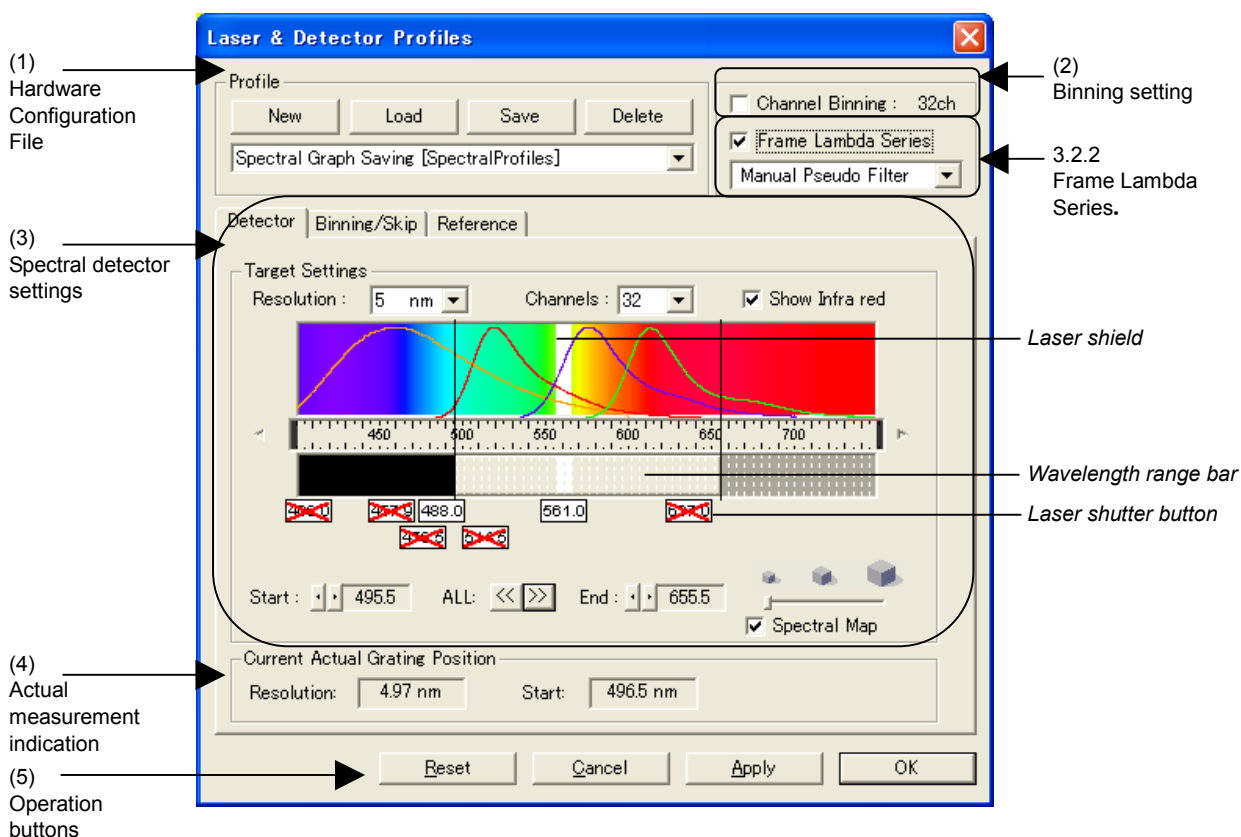 Laser & Detector Profiles
(1)
Hardware
Configuration
File
Profile
New Load Save Delete
Spectral Graph Saving [SpectralProfiles]
Channel Binning : 32ch
(2)
Binning setting
Frame Lambda Series
Manual Pseudo Filter
3.2.2
Frame Lambda
Series.
(3)
Spectral detector
settings
Detector Binning/Skip Reference
Target Settings
Resolution : 5 nm Channels : 32 Show Infra red
Laser shield
450 500 550 600 650 700
Wavelength range bar
488.0 561.0
Laser shutter button
Start : 495.5 ALL: << >> End : 655.5
Spectral Map
(4)
Actual
measurement
indication
Current Actual Grating Position
Resolution: 4.97 nm Start: 496.5 nm
(5)
Operation
buttons
Reset Cancel Apply OK